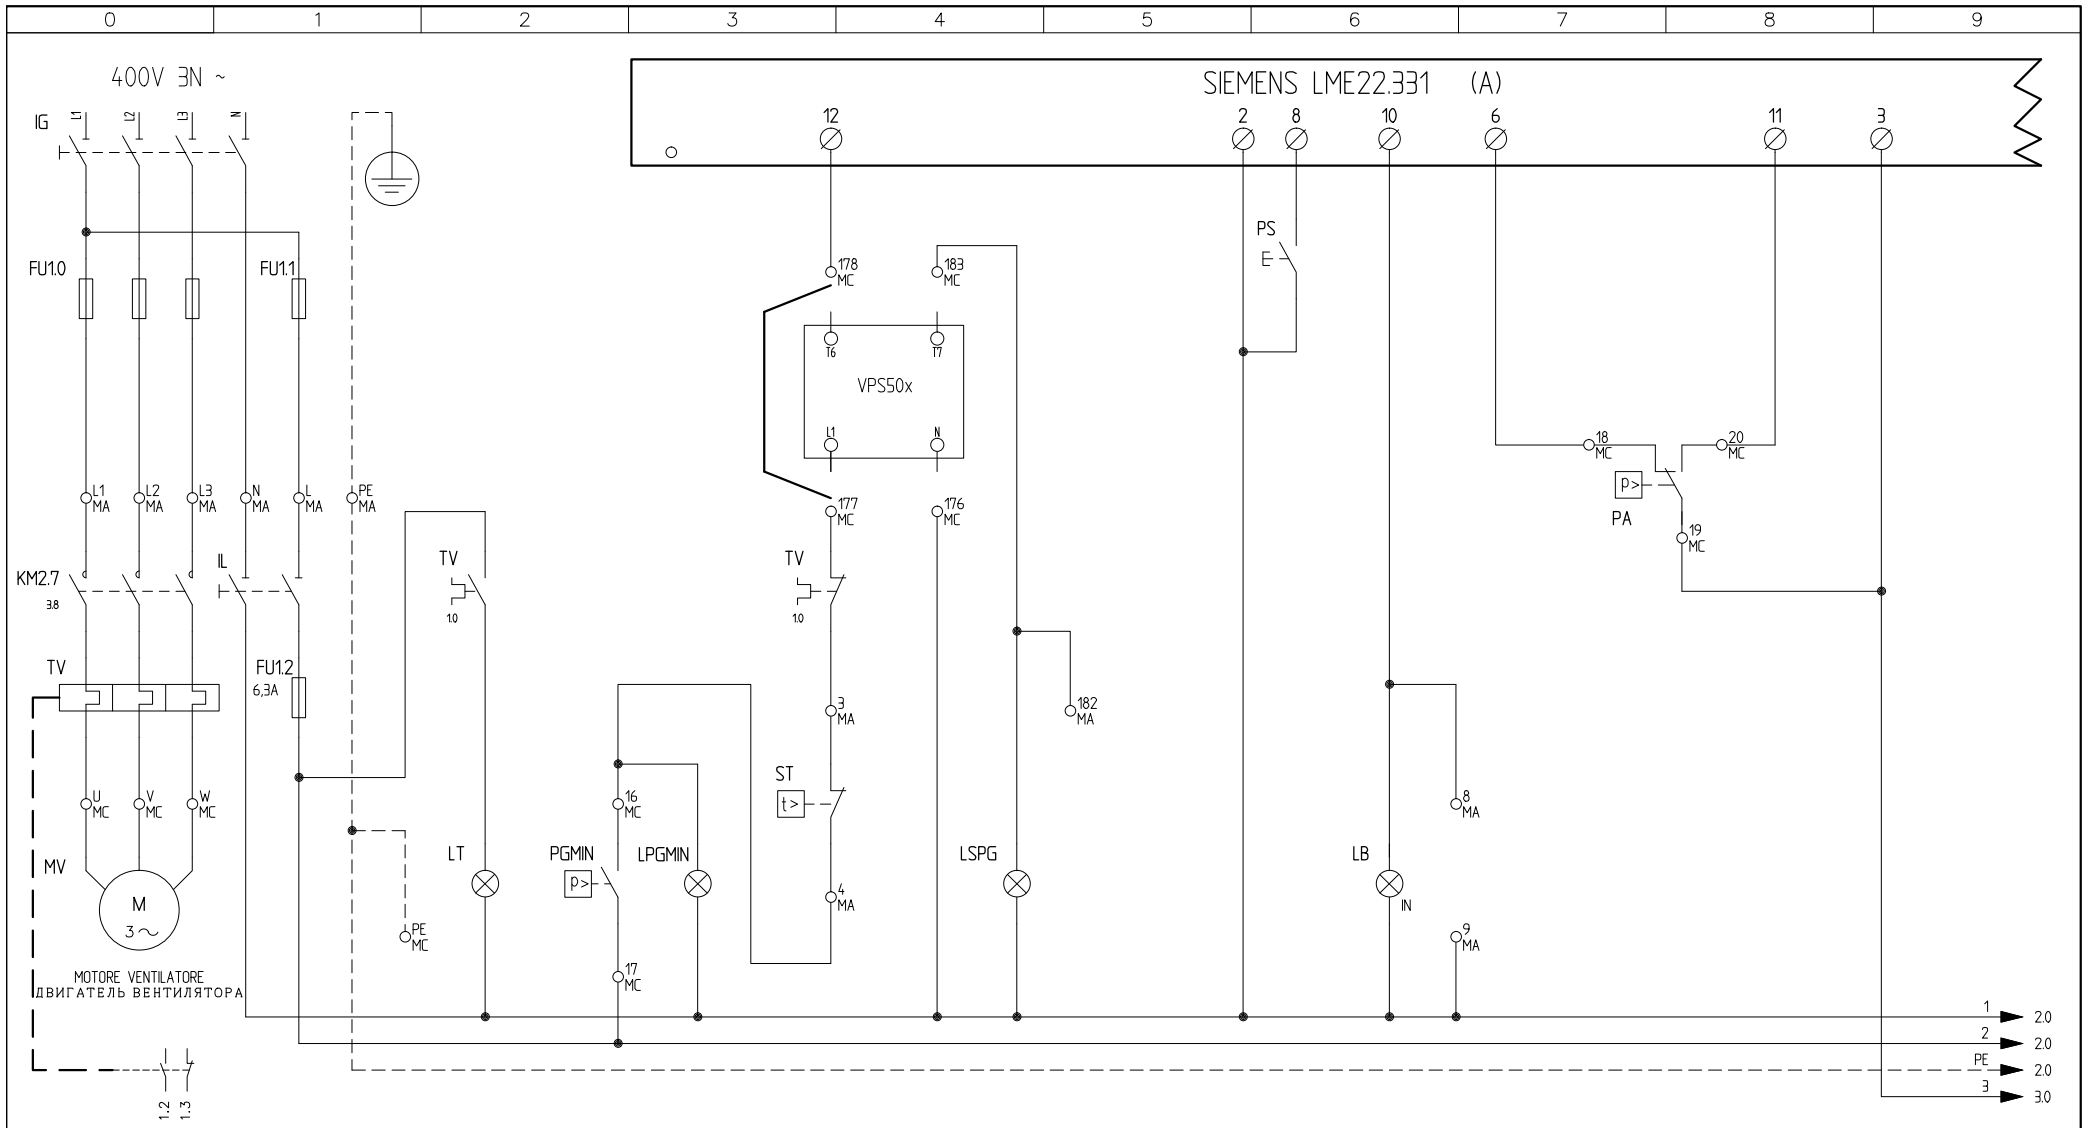 0 1 2 3 4 5 6 7 8 9
400V 3N ~
SIEMENS LME22.331 (A)
IG
L1 L2 L3 N
12 2 8 10 6 11 3
PS
E
178
MC
183
MC
FU1.0
FU1.1
T6 T7
VPS50x
L1 N
18
MC
20
MC
p>
PA
19
MC
L1
MA
L2
MA
L3
MA
N
MA
L
MA
PE
MA
177
MC
176
MC
KM2.7
3.8
IL
TV
1.0
TV
1.0
TV
FU1.2
6,3A
3
MA
182
MA
ST
t>
U
MC
V
MC
W
MC
16
MC
8
MA
MV
LT
PGMIN
p>
LPGMIN
LSPG
LB
IN
4
MA
M
3~
PE
MC
9
MA
17
MC
MOTORE VENTILATORE
ДВИГАТЕЛЬ ВЕНТИЛЯТОРА
1 2.0
2 2.0
PE 2.0
3 3.0
1.2
1.3